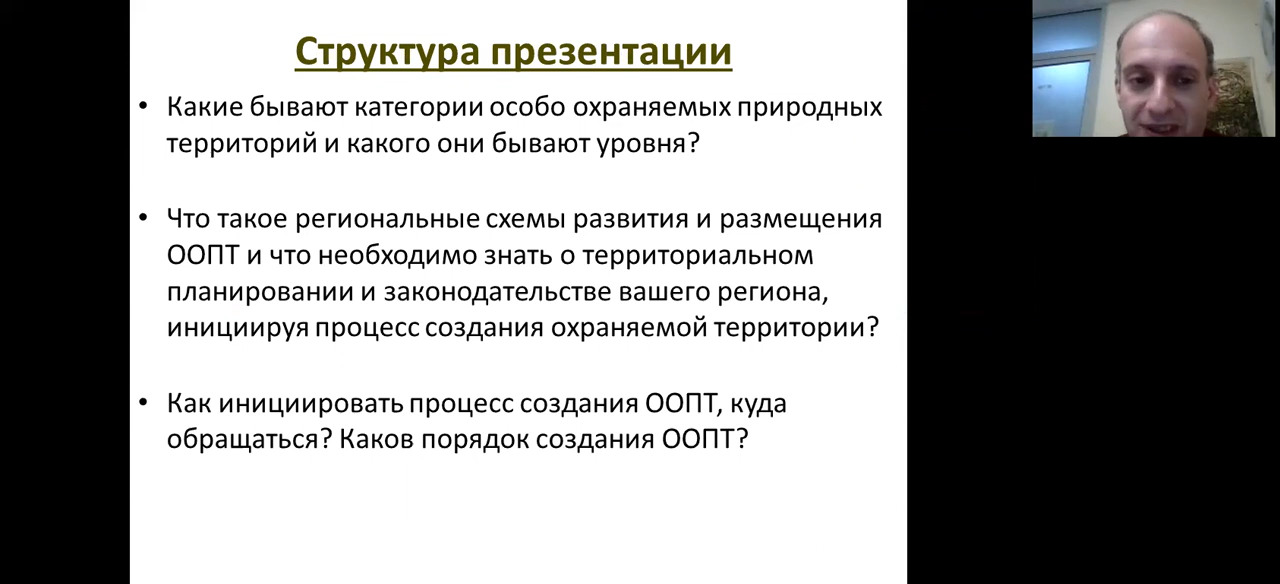 Структура презентации
• Какие бывают категории особо охраняемых природных
территорий и какого они бывают уровня?
• Что такое региональные схемы развития и размещения
ООПТ и что необходимо знать о территориальном
планировании и законодательстве вашего региона,
инициируя процесс создания охраняемой территории?
• Как инициировать процесс создания ООПТ, куда
обращаться? Каков порядок создания ООПТ?